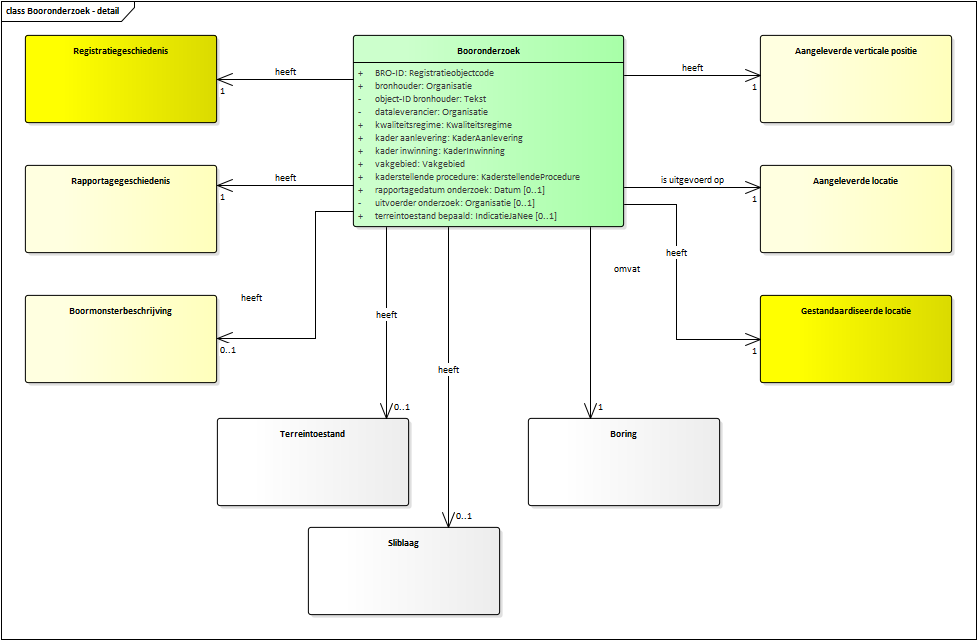 class Booronderzoek - detail
Registratiegeschiedenis
Booronderzoek
Aangeleverde verticale positie
+ BRO-ID: Registratieobjectcode
+ bronhouder: Organisatie
- object-ID bronhouder: Tekst
- dataleverancier: Organisatie
+ kwaliteitsregime: Kwaliteitsregime
+ kader aanlevering: KaderAanlevering
+ kader inwinning: KaderInwinning
+ vakgebied: Vakgebied
+ kaderstellende procedure: KaderstellendeProcedure
+ rapportagedatum onderzoek: Datum [0..1]
- uitvoerder onderzoek: Organisatie [0..1]
+ terreintoestand bepaald: IndicatieJaNee [0..1]
heeft
1
heeft
1
Rapportagegeschiedenis
heeft
1
is uitgevoerd op
1
Aangeleverde locatie
heeft
omvat
heeft
Boormonsterbeschrijving
heeft
0..1
Gestandaardiseerde locatie
1
heeft
0..1
1
Terreintoestand
Boring
0..1
Sliblaag